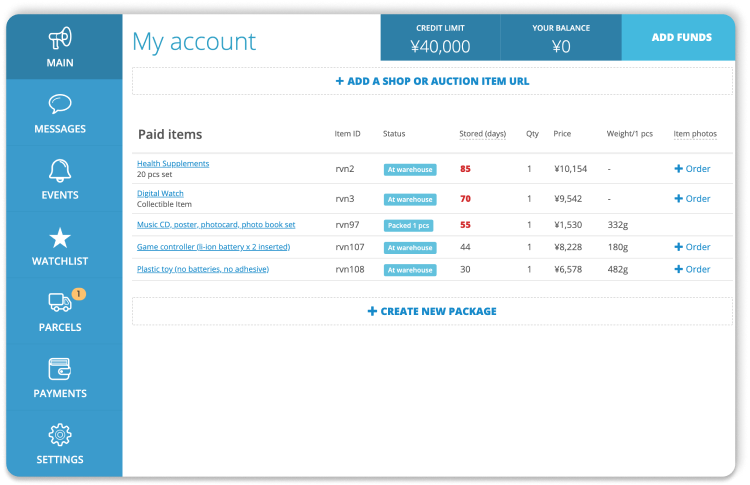 MAIN
MESSAGES
EVENTS
WATCHLIST
1
PARCELS
PAYMENTS
SETTINGS
My account
CREDIT LIMIT
¥40,000
YOUR BALANCE
¥0
ADD FUNDS
+ ADD A SHOP OR AUCTION ITEM URL
Paid items Item ID Status Stored (days) Qty Price Weight/1 pcs Item photos
Health Supplements
20 pcs set
rvn2 At warehouse 85 1 ¥10,154 - + Order
Digital Watch
Collectible Item
rvn3 At warehouse 70 1 ¥9,542 - + Order
Music CD, poster, photocard, photo book set rvn97 Packed 1 pcs 55 1 ¥1,530 332g
Game controller (li-ion battery x 2 inserted) rvn107 At warehouse 44 1 ¥8,228 180g + Order
Plastic toy (no batteries, no adhesive) rvn108 At warehouse 30 1 ¥6,578 482g + Order
+ CREATE NEW PACKAGE